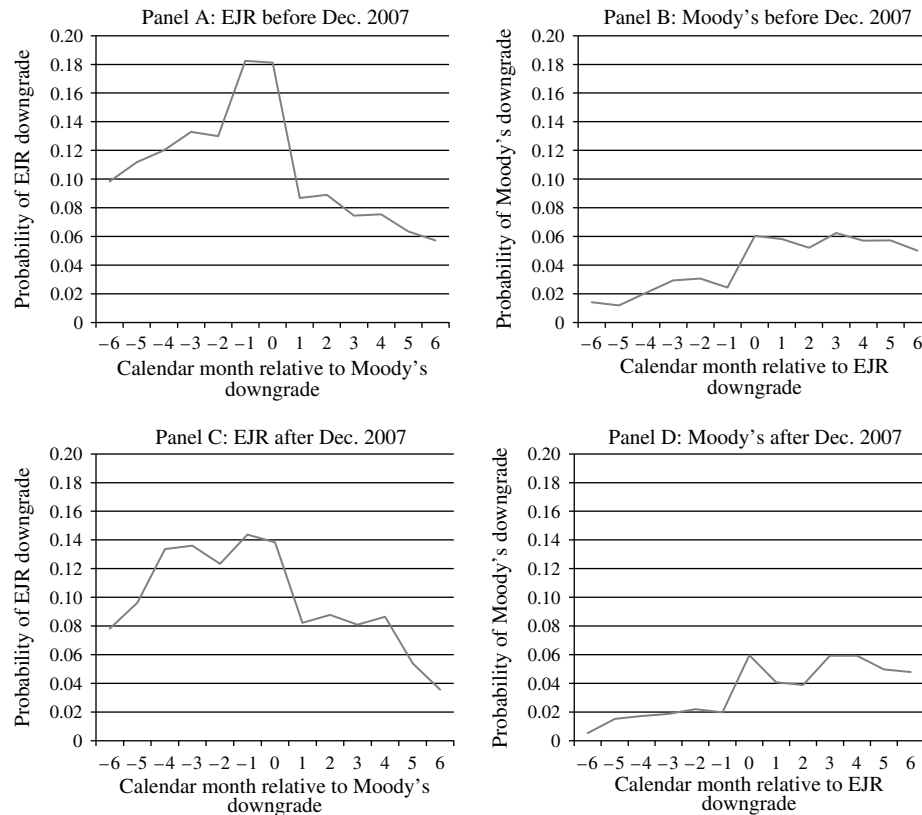 Panel A: EJR before Dec. 2007
Probability of EJR downgrade
0.20
0.18
0.16
0.14
0.12
0.10
0.08
0.06
0.04
0.02
0
−6 −5 −4 −3 −2 −1 0 1 2 3 4 5 6
Calendar month relative to Moody's
downgrade
Panel B: Moody's before Dec. 2007
Probability of Moody's downgrade
0.20
0.18
0.16
0.14
0.12
0.10
0.08
0.06
0.04
0.02
0
−6 −5 −4 −3 −2 −1 0 1 2 3 4 5 6
Calendar month relative to EJR
downgrade
Panel C: EJR after Dec. 2007
Probability of EJR downgrade
0.20
0.18
0.16
0.14
0.12
0.10
0.08
0.06
0.04
0.02
0
−6 −5 −4 −3 −2 −1 0 1 2 3 4 5 6
Calendar month relative to Moody's
downgrade
Panel D: Moody's after Dec. 2007
Probability of Moody's downgrade
0.20
0.18
0.16
0.14
0.12
0.10
0.08
0.06
0.04
0.02
0
−6 −5 −4 −3 −2 −1 0 1 2 3 4 5 6
Calendar month relative to EJR
downgrade